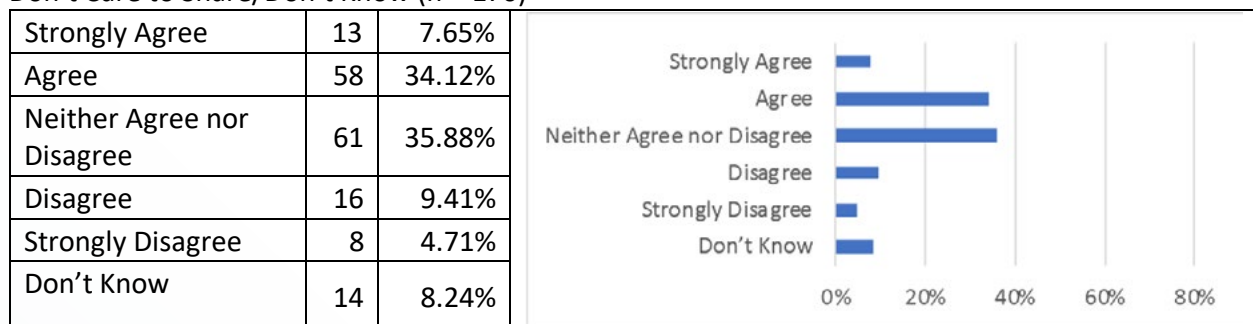 Strongly Agree 13 7.65%
Agree 58 34.12%
Neither Agree nor
Disagree 61 35.88%
Disagree 16 9.41%
Strongly Disagree 8 4.71%
Don't Know 14 8.24%
Strongly Agree
Agree
Neither Agree nor Disagree
Disagree
Strongly Disagree
Don't Know
0% 20% 40% 60% 80%